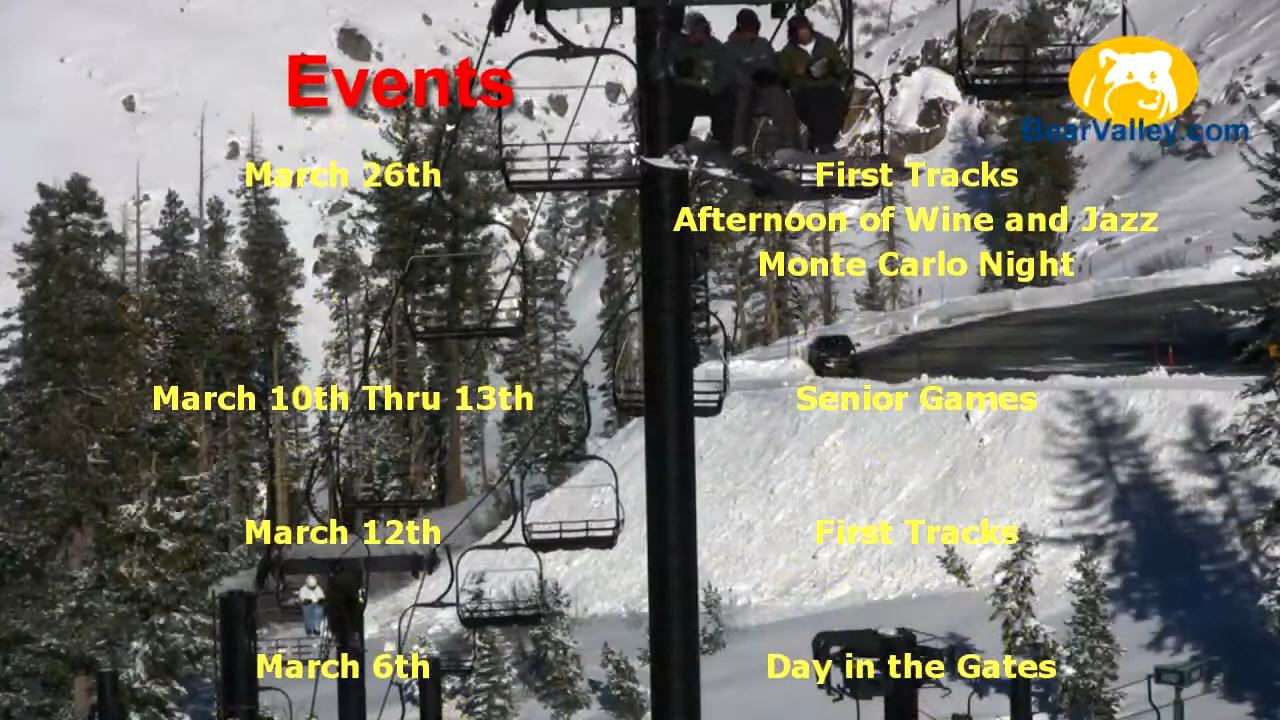 Events
BearValley.com
March 26th First Tracks
Afternoon of Wine and Jazz
Monte Carlo Night
March 10th Thru 13th Senior Games
March 12th First Tracks
March 6th Day in the Gates